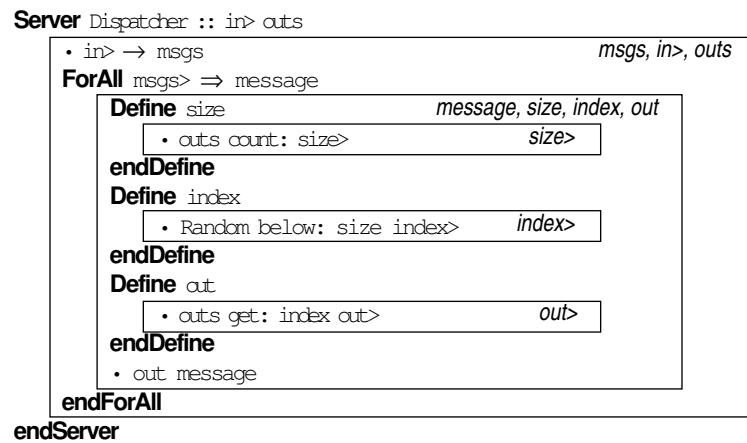 Server Dispatcher :: in> outs
• in> → msgs msgs, in>, outs
ForAll msgs> ⇒ message
Define size message, size, index, out
• outs count: size> size>
endDefine
Define index
• Random below: size index> index>
endDefine
Define out
• outs get: index out> out>
endDefine
• out message
endForAll
endServer